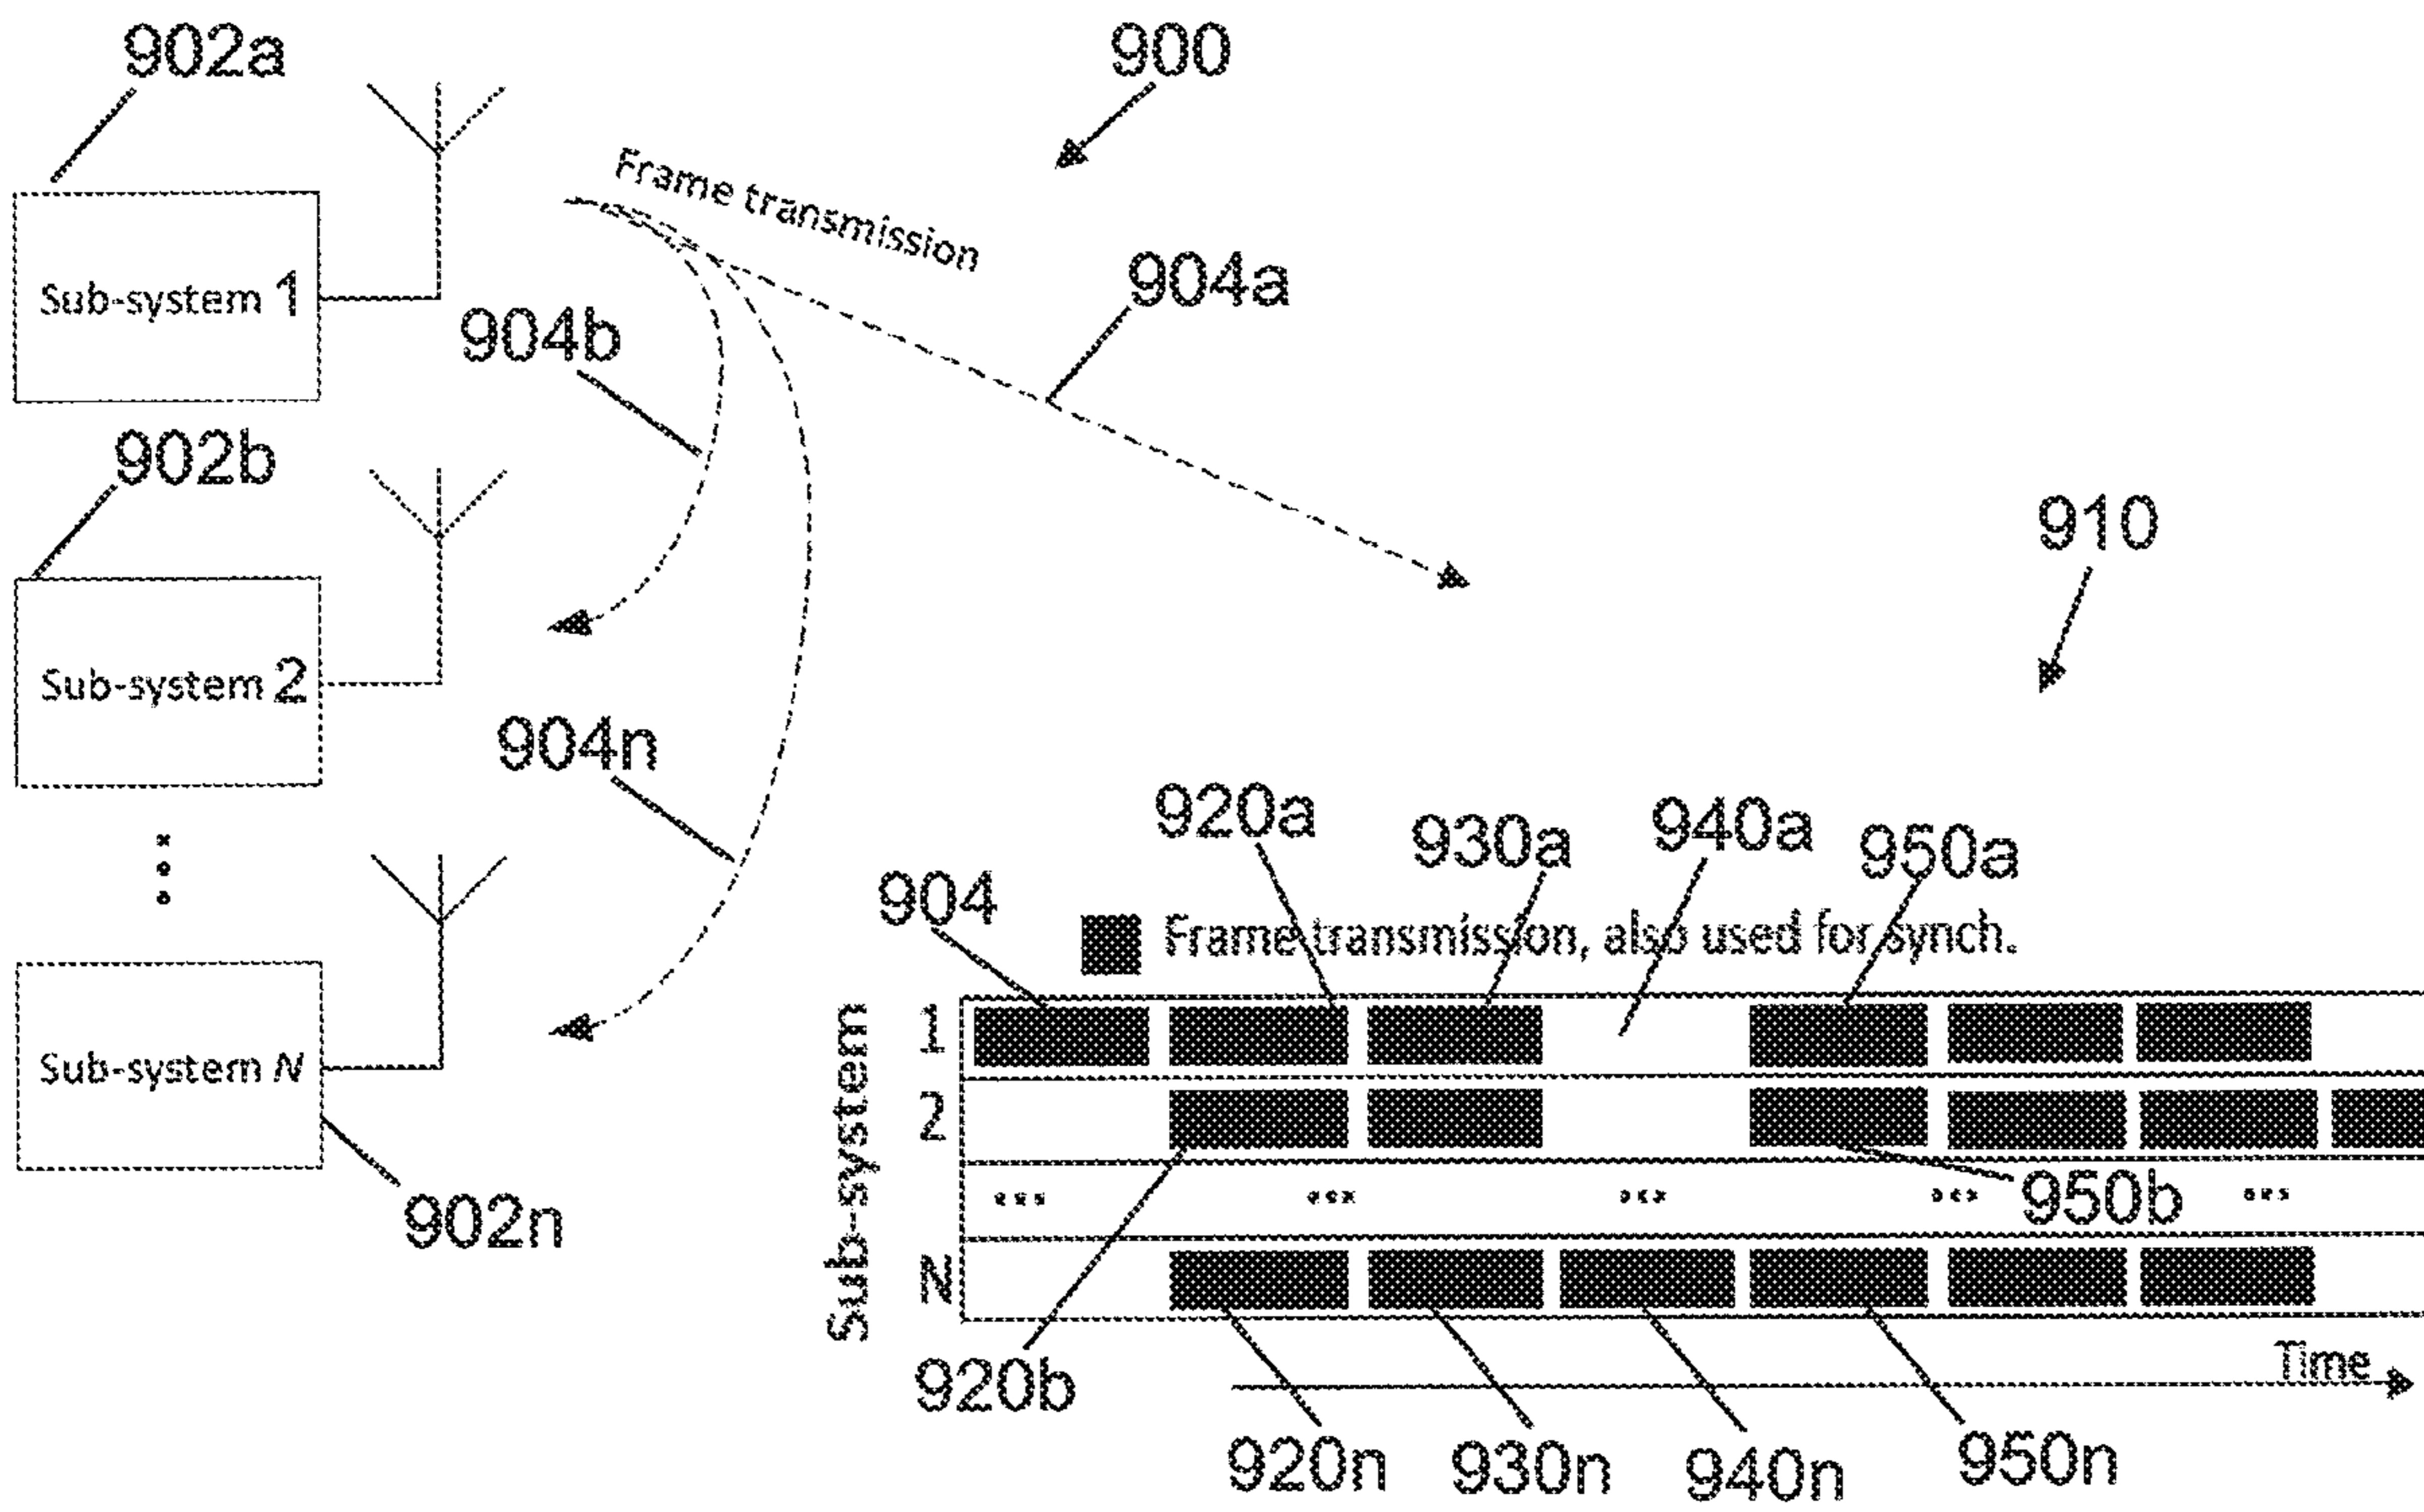 902a
900
Frame transmission
904a
Sub-system 1
904b
902b
910
Sub-system 2
904n
920a
930a
940a
950a
904
Frame transmission, also used for synch.
Sub-system
1
2
...
...
...
...
...
950b
N
Sub-system N
902n
920b
Time
920n
930n
940n
950n